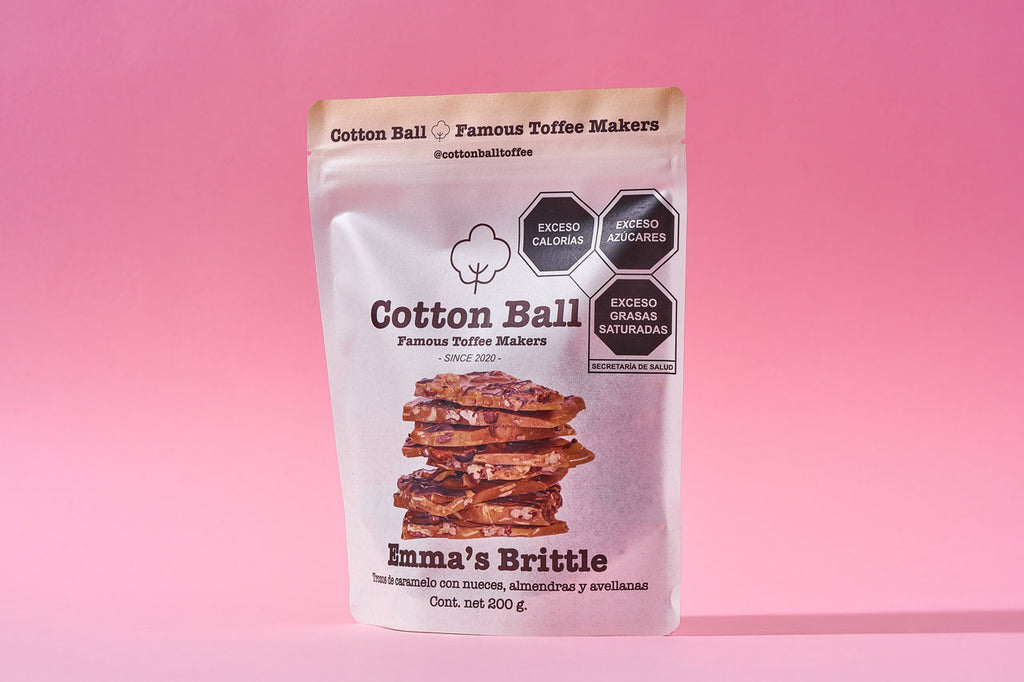 Cotton Ball Famous Toffee Makers
@cottonballtoffee
EXCESO
CALORÍAS
EXCESO
AZÚCARES
EXCESO
GRASAS
SATURADAS
SECRETARÍA DE SALUD
Cotton Ball
Famous Toffee Makers
- SINCE 2020 -
Emma's Brittle
Trozos de caramelo con nueces, almendras y avellanas
Cont. net 200 g.